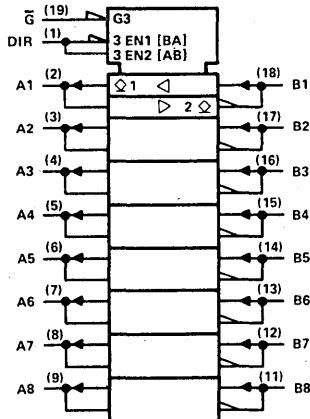 G̅ (19) G3
DIR (1) 3 EN1 [BA]
3 EN2 [AB]
A1 (2) 1 (18) B1
2
A2 (3) (17) B2
A3 (4) (16) B3
A4 (5) (15) B4
A5 (6) (14) B5
A6 (7) (13) B6
A7 (8) (12) B7
A8 (9) (11) B8